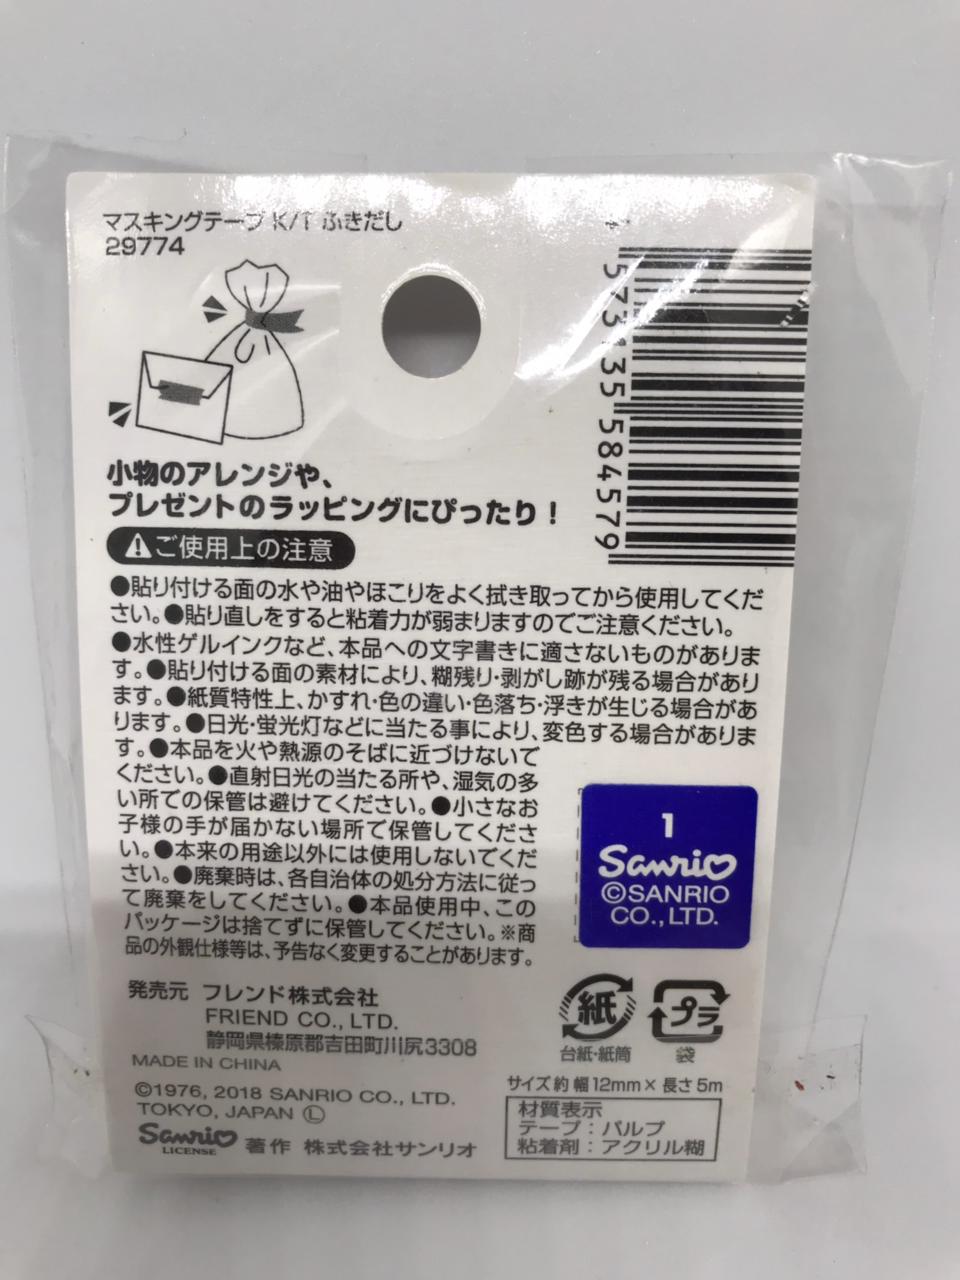 マスキングテープ K/T ふきだし
29774
4 573135 584579
小物のアレンジや、
プレゼントのラッピングにぴったり！
ご使用上の注意
●貼り付ける面の水や油やほこりをよく拭き取ってから使用してくだ
さい。●貼り直しをすると粘着力が弱まりますのでご注意ください。
●水性ゲルインクなど、本品への文字書きに適さないものがありま
す。●貼り付ける面の素材により、糊残り・剥がし跡が残る場合があり
ます。●紙質特性上、かすれ・色の違い・色落ち・浮きが生じる場合があ
ります。●日光・蛍光灯などに当たる事により、変色する場合がありま
す。●本品を火や熱源のそばに近づけないで
ください。●直射日光の当たる所や、湿気の多
い所での保管は避けてください。●小さなお
子様の手が届かない場所で保管してくださ
い。●本来の用途以外には使用しないでくだ
さい。●廃棄時は、各自治体の処分方法に従っ
て廃棄をしてください。●本品使用中、この
パッケージは捨てずに保管してください。※商
品の外観仕様等は、予告なく変更することがあります。
1
Sanrio
©SANRIO
CO., LTD.
発売元 フレンド株式会社
FRIEND CO., LTD.
静岡県榛原郡吉田町川尻3308
MADE IN CHINA
紙
台紙・紙筒
プラ
袋
©1976, 2018 SANRIO CO., LTD.
TOKYO, JAPAN Ⓛ
Sanrio
LICENSE
著作 株式会社サンリオ
サイズ 約 幅12mm×長さ5m
材質表示
テープ：パルプ
粘着剤：アクリル糊